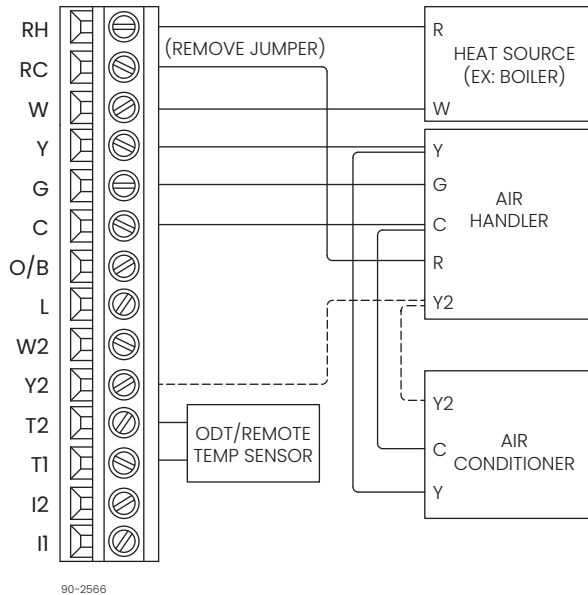 RH
(REMOVE JUMPER)
RC
W
Y
G
C
O/B
L
W2
Y2
T2
T1
I2
I1
ODT/REMOTE
TEMP SENSOR
R
HEAT SOURCE
(EX: BOILER)
W
Y
G
AIR
HANDLER
C
R
Y2
Y2
AIR
CONDITIONER
C
Y
90-2566